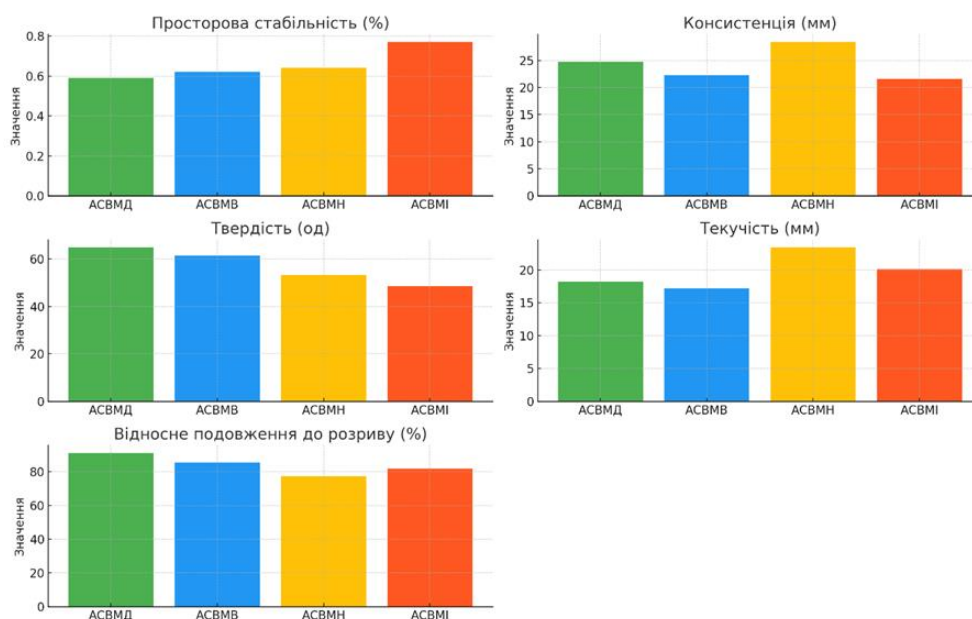 Просторова стабільність (%)
Значення
0.8
0.6
0.4
0.2
0.0
АСВМД АСВМВ АСВМН АСВМІ
Консистенція (мм)
Значення
25
20
15
10
5
0
АСВМД АСВМВ АСВМН АСВМІ
Твердість (од)
Значення
60
40
20
0
АСВМД АСВМВ АСВМН АСВМІ
Текучість (мм)
Значення
20
15
10
5
0
АСВМД АСВМВ АСВМН АСВМІ
Відносне подовження до розриву (%)
Значення
80
60
40
20
0
АСВМД АСВМВ АСВМН АСВМІ